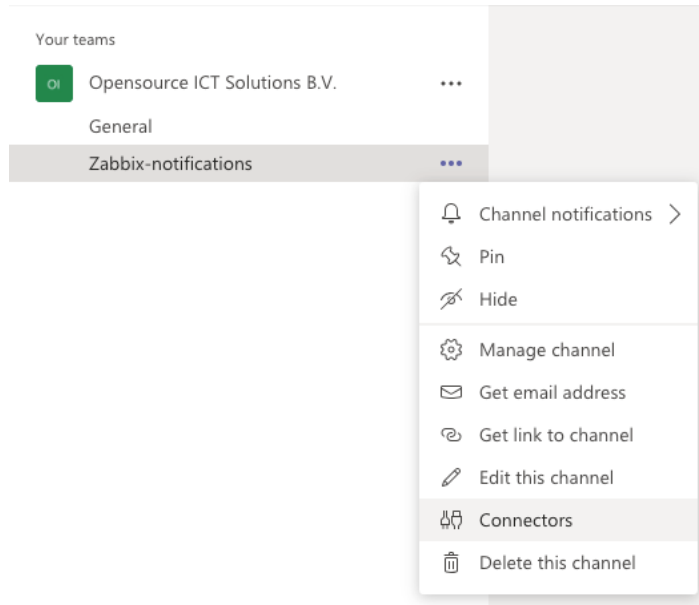 Your teams
OI
Opensource ICT Solutions B.V.
General
Zabbix-notifications
Channel notifications
Pin
Hide
Manage channel
Get email address
Get link to channel
Edit this channel
Connectors
Delete this channel